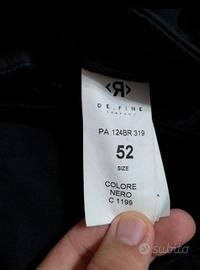 <R>
DE.FINE
COMPANY
PA 124BR 319
52
SIZE
COLORE
NERO
C 1199
subito